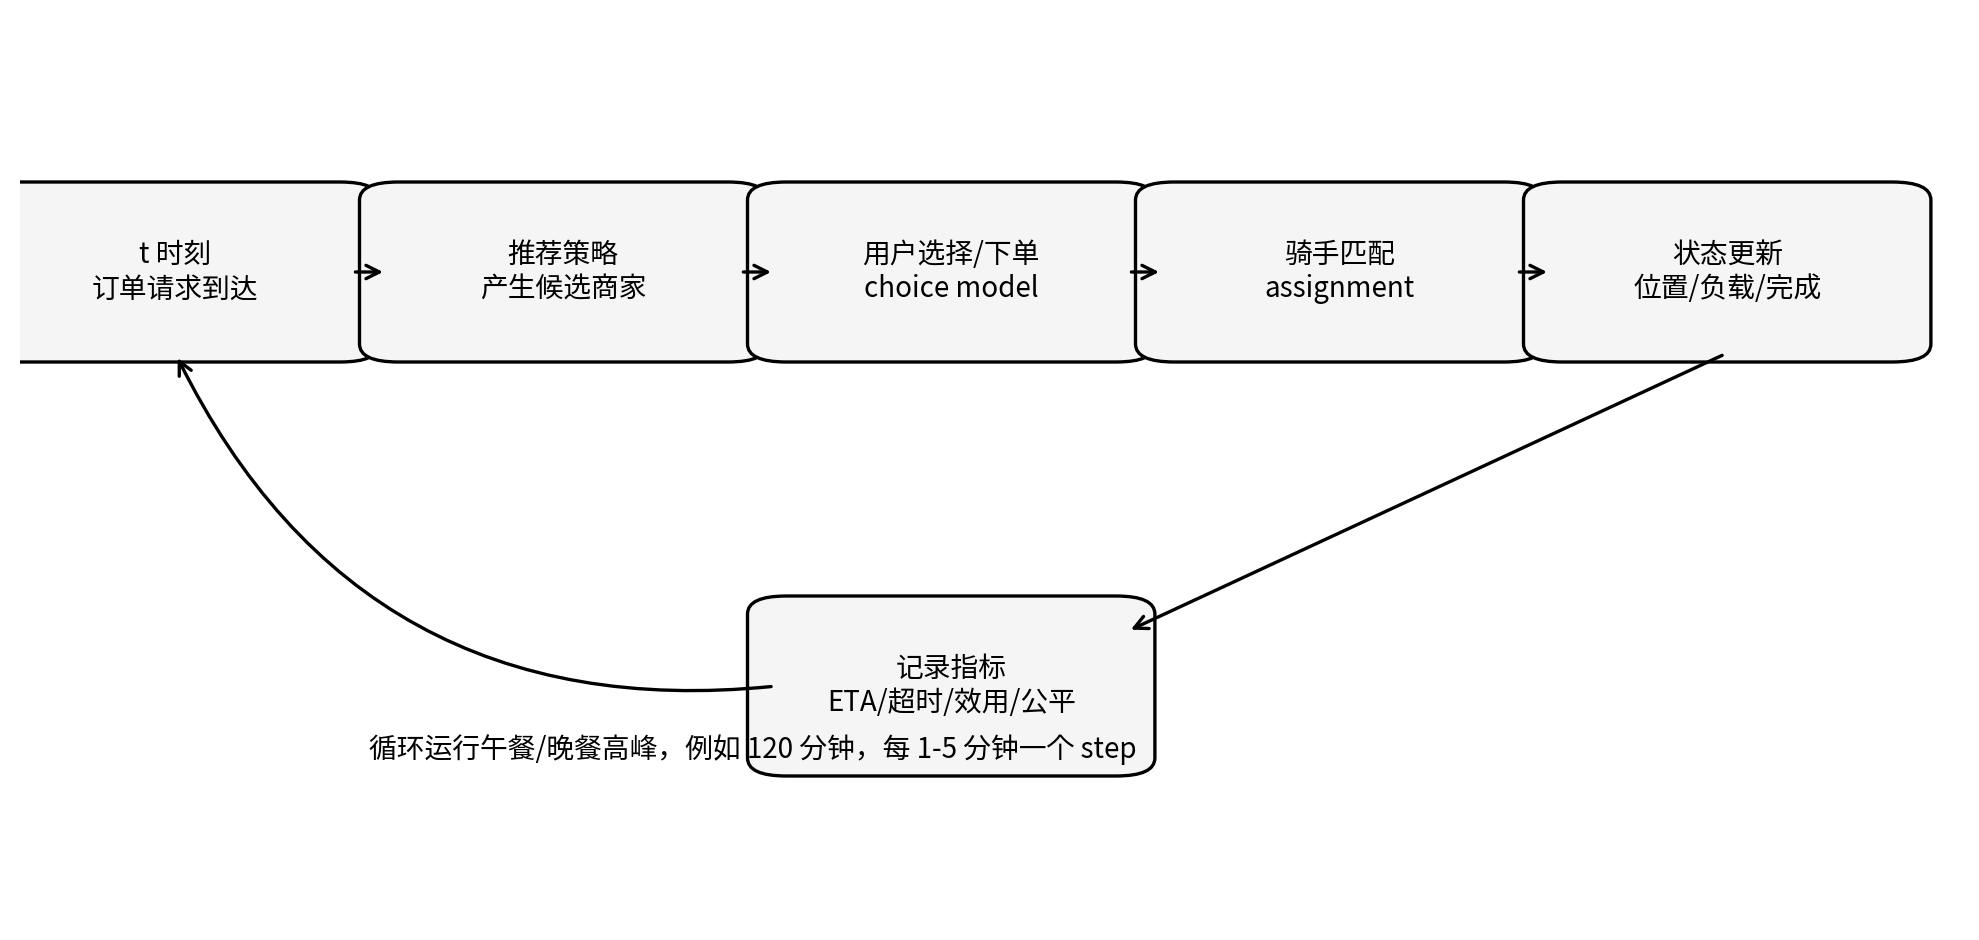 t 时刻
订单请求到达
推荐策略
产生候选商家
用户选择/下单
choice model
骑手匹配
assignment
状态更新
位置/负载/完成
记录指标
ETA/超时/效用/公平
循环运行午餐/晚餐高峰，例如 120 分钟，每 1-5 分钟一个 step